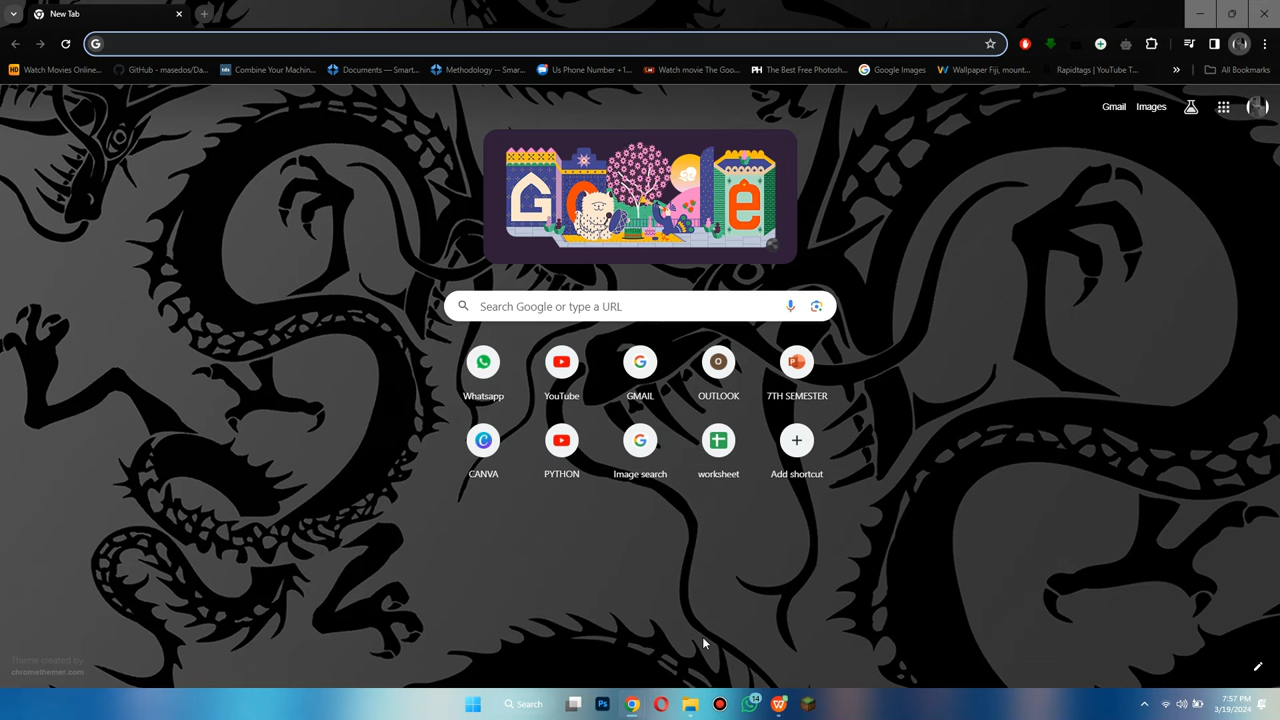 New Tab
Watch Movies Online...
GitHub - masedos/Da...
Combine Your Machin...
Documents — Smart...
Methodology -- Smar...
Us Phone Number +1...
Watch movie The Goo...
The Best Free Photosh...
Google Images
Wallpaper Fiji, mount...
Rapidtags | YouTube T...
»
All Bookmarks
Gmail
Images
G
e
Search Google or type a URL
Whatsapp
YouTube
GMAIL
OUTLOOK
7TH SEMESTER
CANVA
PYTHON
Image search
worksheet
Add shortcut
Theme created by
chromethemer.com
Search
Ps
14
7:57 PM
3/19/2024